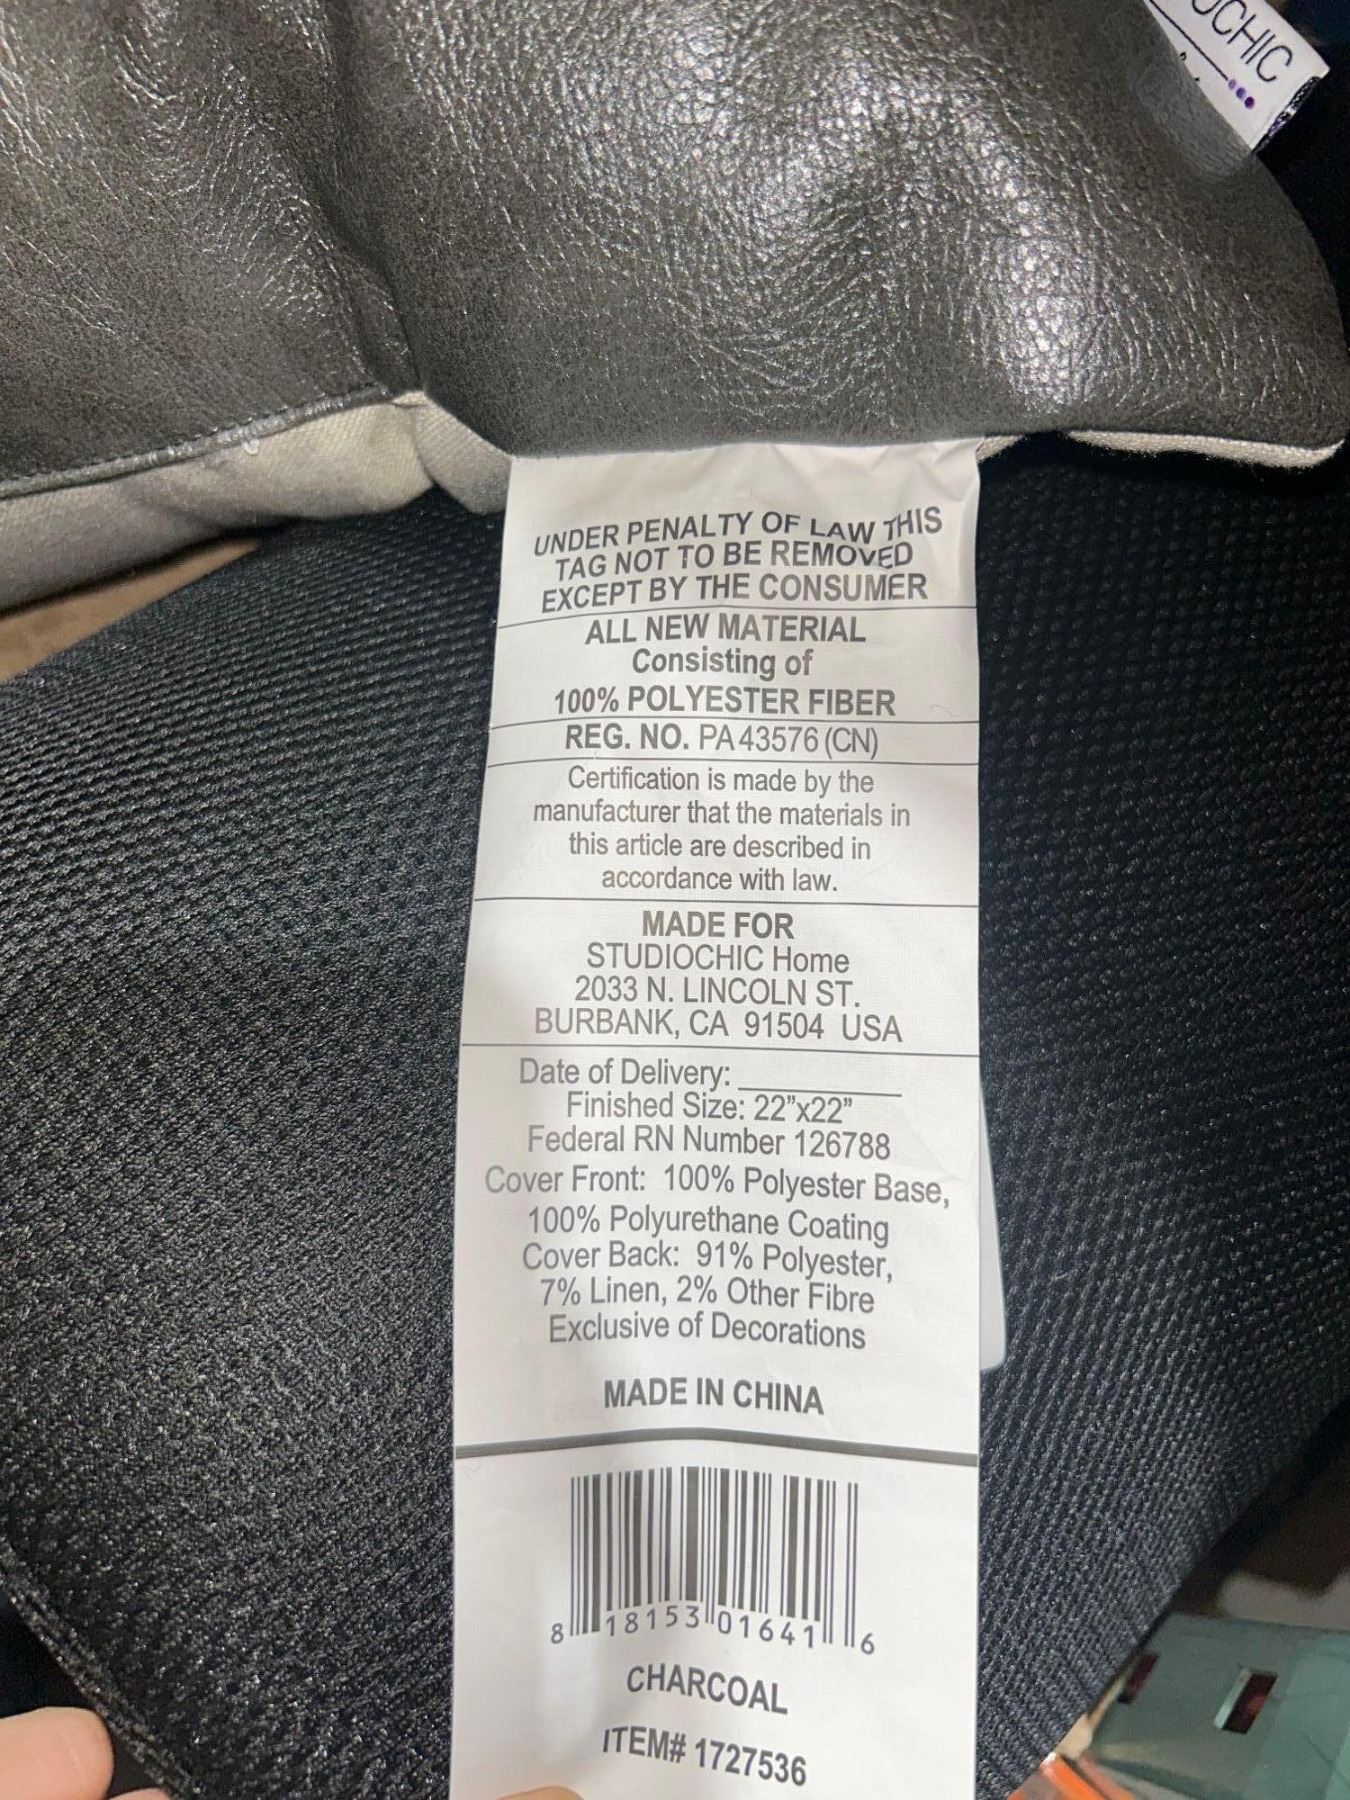 UCHIC
UNDER PENALTY OF LAW THIS
TAG NOT TO BE REMOVED
EXCEPT BY THE CONSUMER
ALL NEW MATERIAL
Consisting of
100% POLYESTER FIBER
REG. NO. PA43576 (CN)
Certification is made by the
manufacturer that the materials in
this article are described in
accordance with law.
MADE FOR
STUDIOCHIC Home
2033 N. LINCOLN ST.
BURBANK, CA 91504 USA
Date of Delivery:
Finished Size: 22"x22"
Federal RN Number 126788
Cover Front: 100% Polyester Base,
100% Polyurethane Coating
Cover Back: 91% Polyester,
7% Linen, 2% Other Fibre
Exclusive of Decorations
MADE IN CHINA
8 18153 01641 6
CHARCOAL
ITEM# 1727536